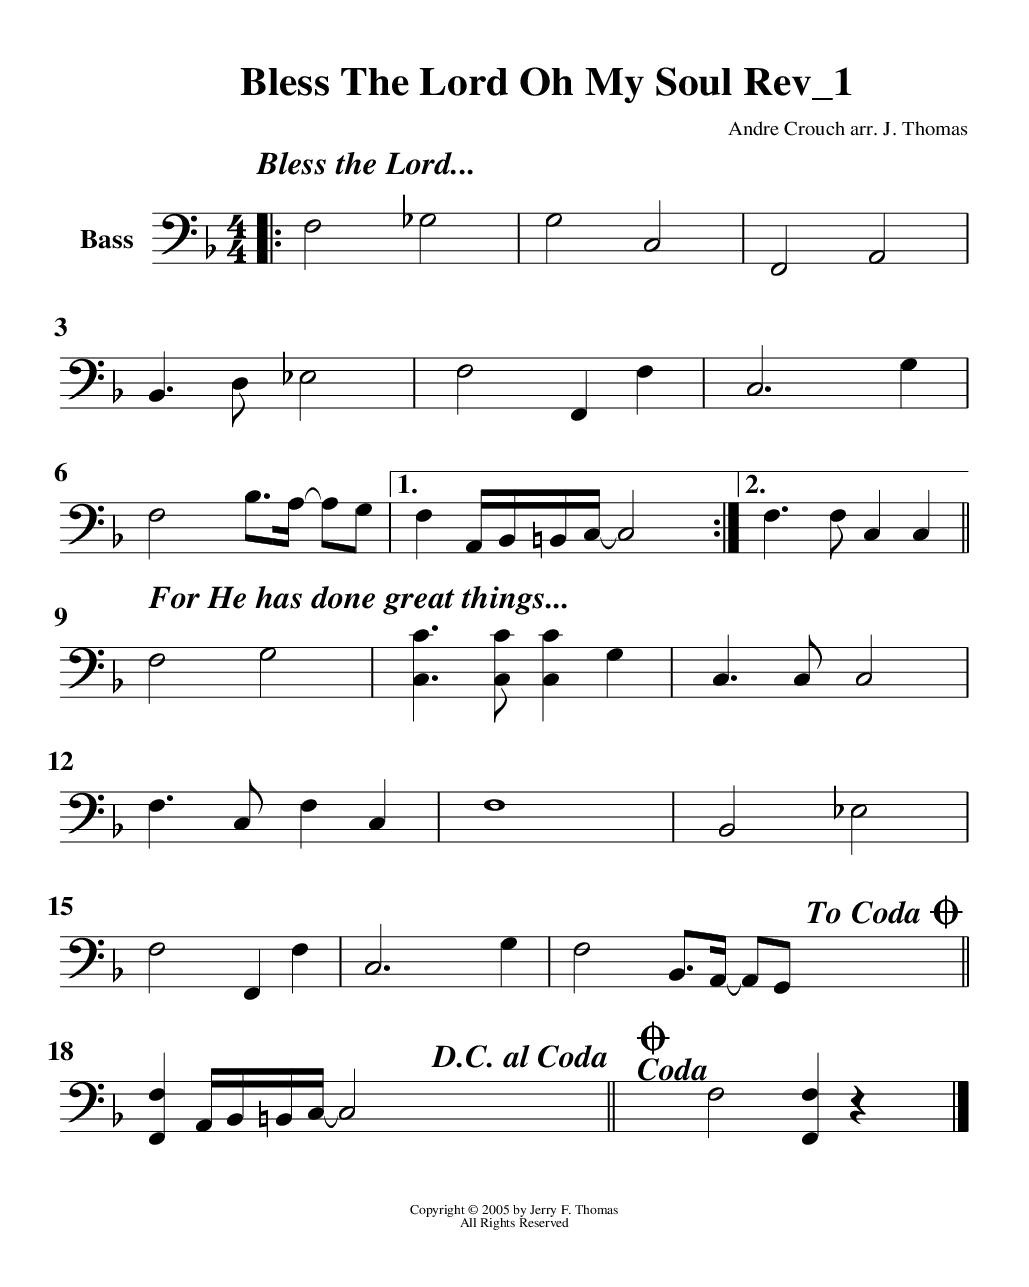 Bless The Lord Oh My Soul Rev_1
Andre Crouch arr. J. Thomas
Bless the Lord...
Bass
4
4
3
6
1.
2.
For He has done great things...
9
12
15
To Coda
18
D.C. al Coda
Coda
Copyright © 2005 by Jerry F. Thomas
All Rights Reserved